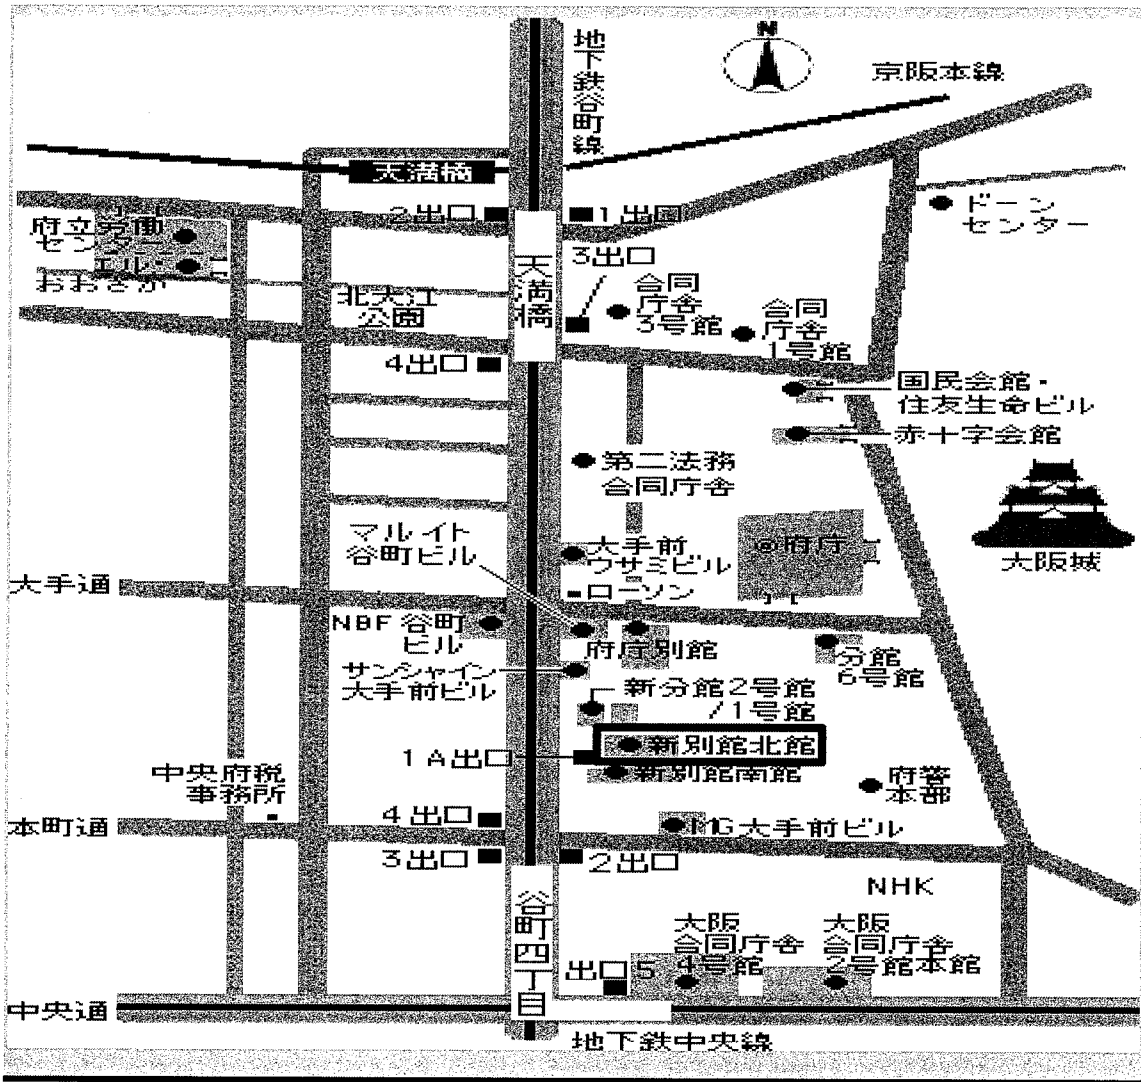 N
地下鉄谷町線
京阪本線
天満橋
2出口
1出口
ドーン
センター
府立労働
センター
エル・
おおさか
天満橋
3出口
合同
庁舎
3号館
合同
庁舎
1号館
北大江
公園
4出口
国民会館・
住友生命ビル
赤十字会館
第二法務
合同庁舎
大阪城
マルイト
谷町ビル
大手前
ウサミビル
◎府庁
大手通
ローソン
NBF谷町
ビル
府庁別館
分館
6号館
サンシャイン
大手前ビル
新分館2号館
/1号館
1A出口
新別館北館
新別館南館
中央府税
事務所
府警
本部
4出口
本町通
MG大手前ビル
3出口
2出口
NHK
谷町四丁目
大阪
合同庁舎
4号館
大阪
合同庁舎
2号館本館
出口5
中央通
地下鉄中央線